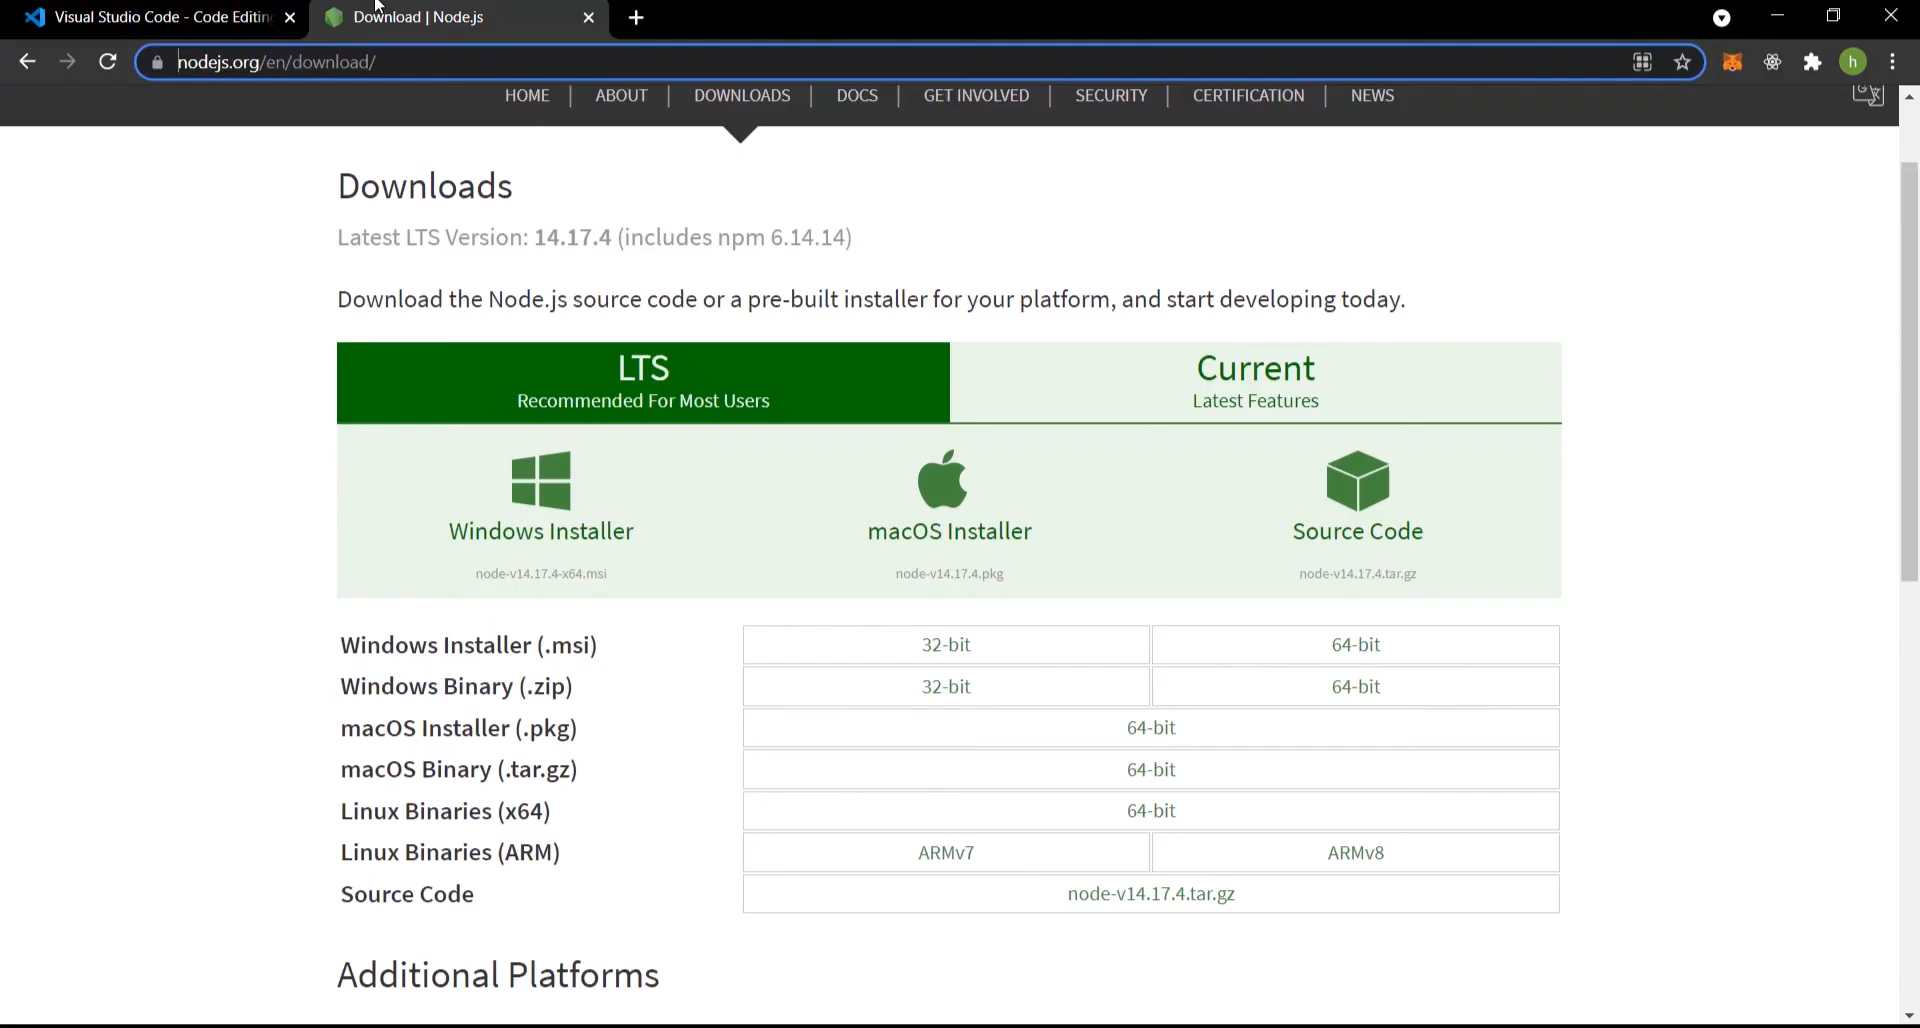 Visual Studio Code - Code Editin
Download | Node.js
nodejs.org/en/download/
h
HOME | ABOUT | DOWNLOADS | DOCS | GET INVOLVED | SECURITY | CERTIFICATION | NEWS
Downloads
Latest LTS Version: 14.17.4 (includes npm 6.14.14)
Download the Node.js source code or a pre-built installer for your platform, and start developing today.
LTS
Recommended For Most Users
Current
Latest Features
Windows Installer
node-v14.17.4-x64.msi
macOS Installer
node-v14.17.4.pkg
Source Code
node-v14.17.4.tar.gz
Windows Installer (.msi) 32-bit 64-bit
Windows Binary (.zip) 32-bit 64-bit
macOS Installer (.pkg) 64-bit
macOS Binary (.tar.gz) 64-bit
Linux Binaries (x64) 64-bit
Linux Binaries (ARM) ARMv7 ARMv8
Source Code node-v14.17.4.tar.gz
Additional Platforms